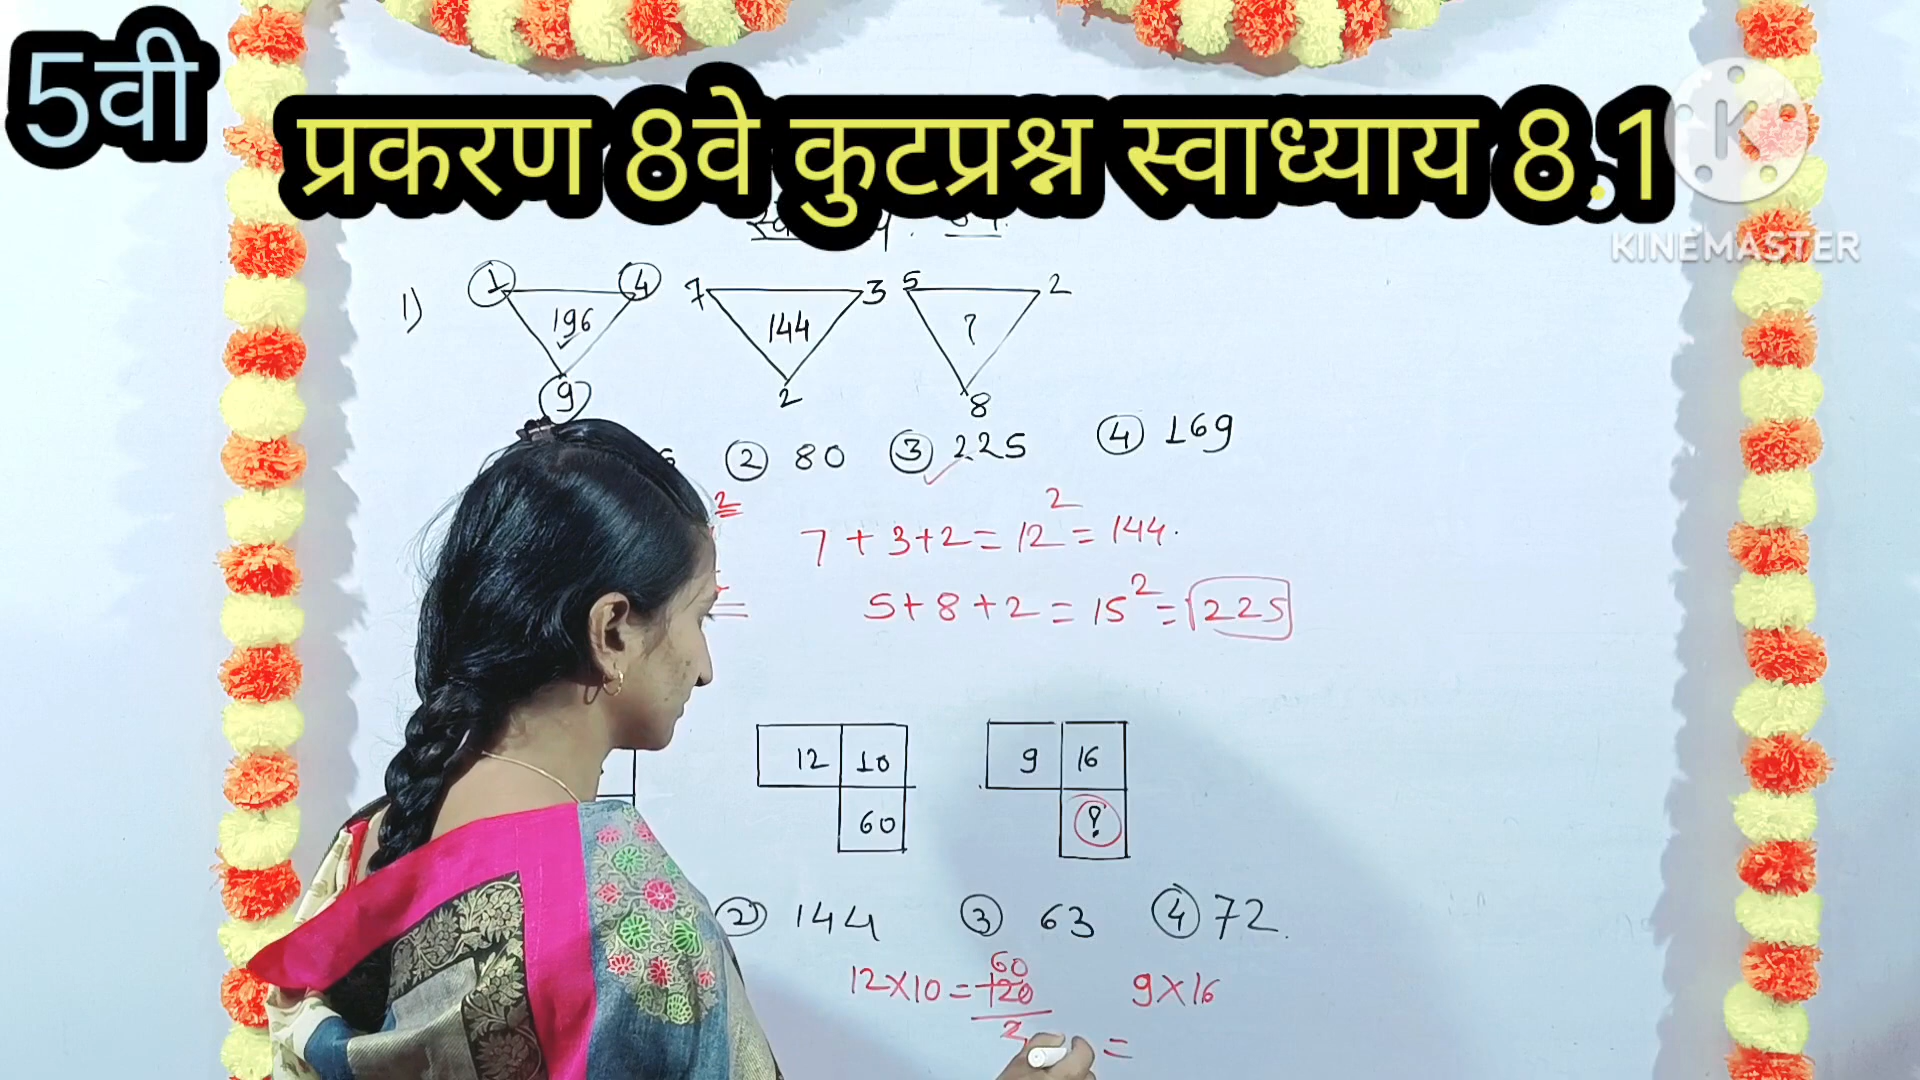 5वी
प्रकरण 8वे कुटप्रश्न स्वाध्याय 8.1
KINEMASTER
1) 1 4 7 3 5 2
196 144 ?
9 2 8
② 80 ③ 225 ④ 169
7 + 3 + 2 = 12² = 144.
5 + 8 + 2 = 15² = 225
12 10 9 16
60 ?
② 144 ③ 63 ④ 72.
60
12 × 10 = 120 9 × 16
2 =